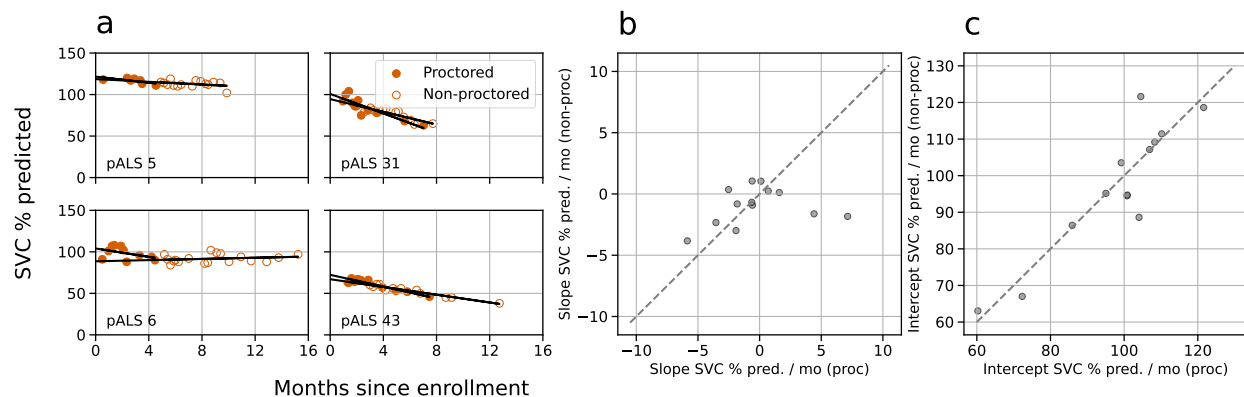 a
SVC % predicted
150
100
50
0
pALS 5
Proctored
Non-proctored
pALS 31
150
100
50
0
pALS 6
pALS 43
0 4 8 12 16
0 4 8 12 16
Months since enrollment
b
Slope SVC % pred. / mo (non-proc)
10
5
0
−5
−10
−10 −5 0 5 10
Slope SVC % pred. / mo (proc)
c
Intercept SVC % pred. / mo (non-proc)
130
120
110
100
90
80
70
60
60 80 100 120
Intercept SVC % pred. / mo (proc)